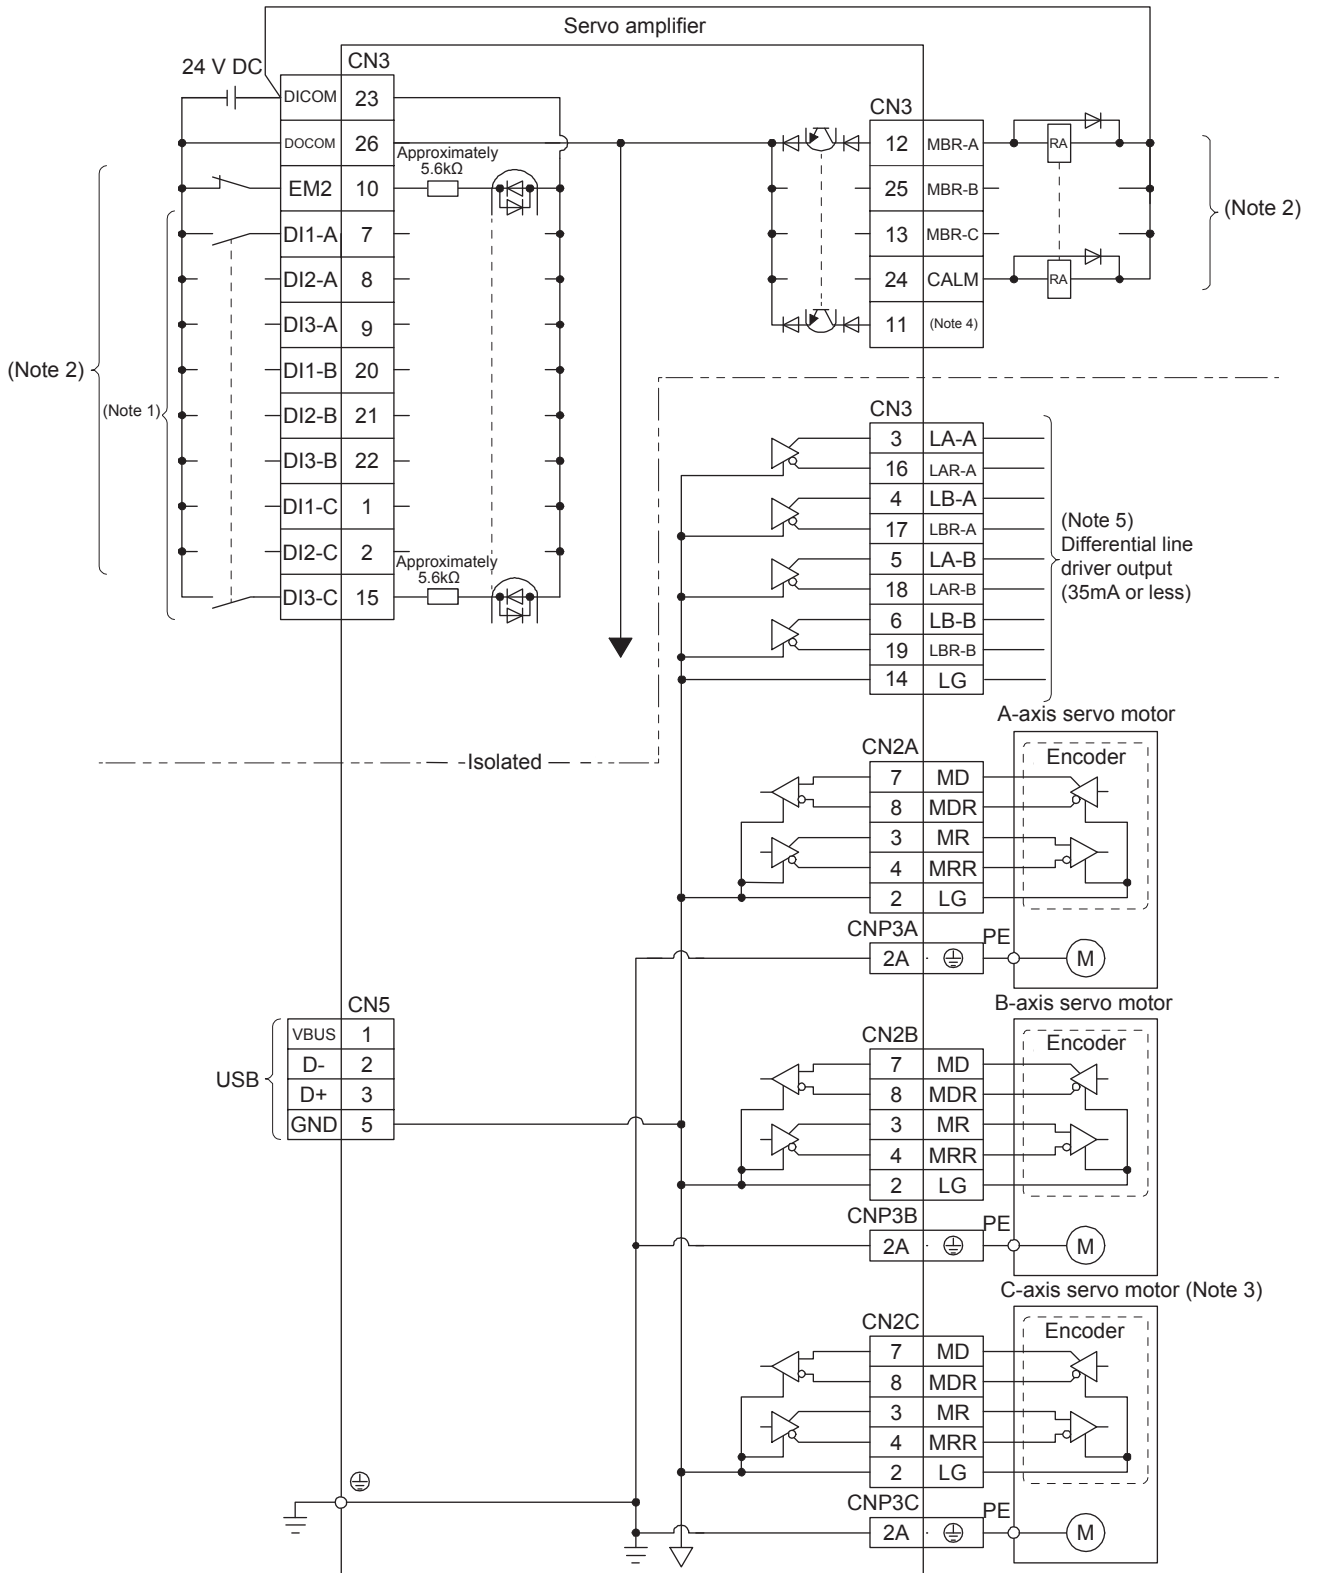 Servo amplifier
24 V DC
CN3
DICOM 23
DOCOM 26
EM2 10
DI1-A 7
DI2-A 8
DI3-A 9
DI1-B 20
DI2-B 21
DI3-B 22
DI1-C 1
DI2-C 2
DI3-C 15
Approximately
5.6kΩ
Approximately
5.6kΩ
(Note 2)
(Note 1)
CN3
12 MBR-A
25 MBR-B
13 MBR-C
24 CALM
11 (Note 4)
RA
RA
(Note 2)
CN3
3 LA-A
16 LAR-A
4 LB-A
17 LBR-A
5 LA-B
18 LAR-B
6 LB-B
19 LBR-B
14 LG
(Note 5)
Differential line
driver output
(35mA or less)
Isolated
A-axis servo motor
CN2A
Encoder
7 MD
8 MDR
3 MR
4 MRR
2 LG
CNP3A
2A
PE
M
CN5
VBUS 1
D- 2
D+ 3
GND 5
USB
B-axis servo motor
CN2B
Encoder
7 MD
8 MDR
3 MR
4 MRR
2 LG
CNP3B
2A
PE
M
C-axis servo motor (Note 3)
CN2C
Encoder
7 MD
8 MDR
3 MR
4 MRR
2 LG
CNP3C
2A
PE
M